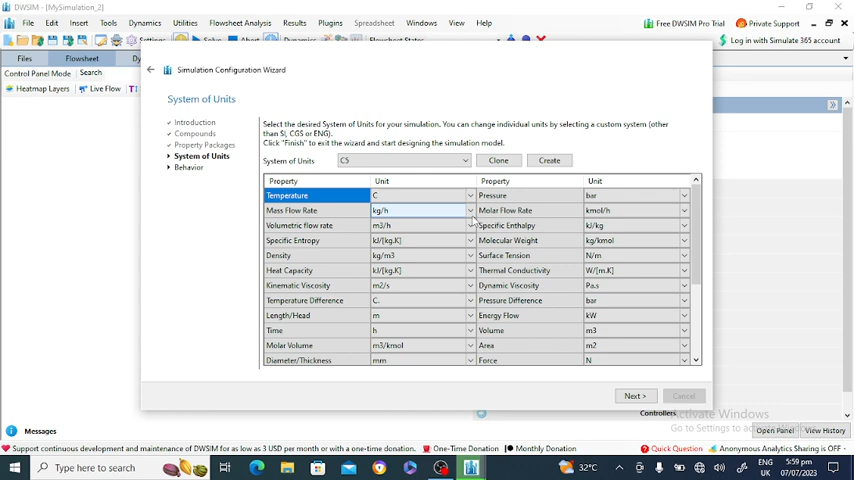 DWSIM - [MySimulation_2]
File Edit Insert Tools Dynamics Utilities Flowsheet Analysis Results Plugins Spreadsheet Windows View Help Free DWSIM Pro Trial Private Support
Solve Abort Dynamics Flowsheet States Log in with Simulate 365 account
Files Flowsheet
Control Panel Mode Search
Heatmap Layers Live Flow
Simulation Configuration Wizard
System of Units
Introduction
Compounds
Property Packages
System of Units
Behavior
Select the desired System of Units for your simulation. You can change individual units by selecting a custom system (other
than SI, CGS or ENG).
Click "Finish" to exit the wizard and start designing the simulation model.
System of Units C5 Clone Create
Property Unit Property Unit
Temperature C Pressure bar
Mass Flow Rate kg/h Molar Flow Rate kmol/h
Volumetric flow rate m3/h Specific Enthalpy kJ/kg
Specific Entropy kJ/[kg.K] Molecular Weight kg/kmol
Density kg/m3 Surface Tension N/m
Heat Capacity kJ/[kg.K] Thermal Conductivity W/[m.K]
Kinematic Viscosity m2/s Dynamic Viscosity Pa.s
Temperature Difference C. Pressure Difference bar
Length/Head m Energy Flow kW
Time h Volume m3
Molar Volume m3/kmol Area m2
Diameter/Thickness mm Force N
Next > Cancel
Controllers
Activate Windows
Go to Settings to
Messages Open Panel View History
Support continuous development and maintenance of DWSIM for as low as 3 USD per month or with a one-time donation. One-Time Donation Monthly Donation Quick Question Anonymous Analytics Sharing is OFF
Type here to search 32°C ENG UK 5:59 pm 07/07/2023